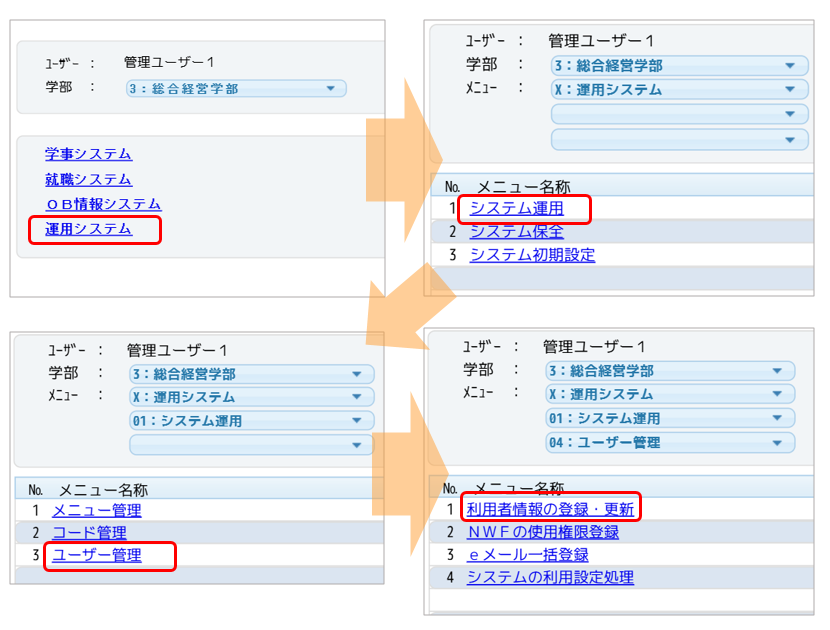 ﾕｰｻﾞｰ ： 管理ユーザー１
学部 ： 3：総合経営学部
学事システム
就職システム
ＯＢ情報システム
運用システム
ﾕｰｻﾞｰ ： 管理ユーザー１
学部 ： 3：総合経営学部
ﾒﾆｭｰ ： X：運用システム
№ メニュー名称
1 システム運用
2 システム保全
3 システム初期設定
ﾕｰｻﾞｰ ： 管理ユーザー１
学部 ： 3：総合経営学部
ﾒﾆｭｰ ： X：運用システム
01：システム運用
№ メニュー名称
1 メニュー管理
2 コード管理
3 ユーザー管理
ﾕｰｻﾞｰ ： 管理ユーザー１
学部 ： 3：総合経営学部
ﾒﾆｭｰ ： X：運用システム
01：システム運用
04：ユーザー管理
№ メニュー名称
1 利用者情報の登録・更新
2 ＮＷＦの使用権限登録
3 ｅメール一括登録
4 システムの利用設定処理